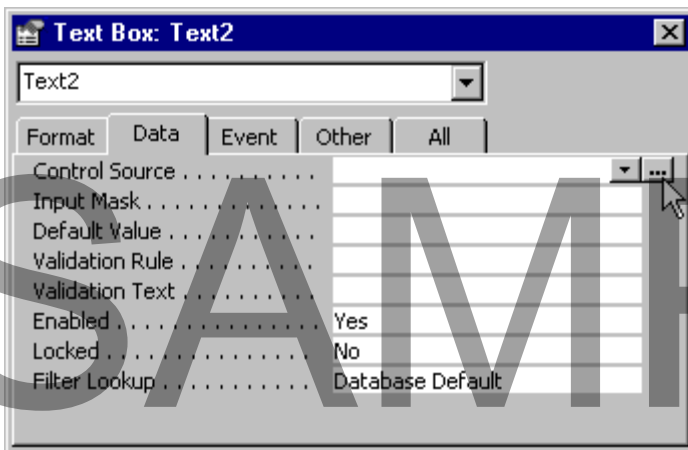 Text Box: Text2
Text2
Format Data Event Other All
Control Source . . . . . . . . . . ...
Input Mask . . . . . . . . . . . . .
Default Value . . . . . . . . . . .
Validation Rule . . . . . . . . . .
Validation Text . . . . . . . . . .
Enabled . . . . . . . . . . . . . . . . Yes
Locked . . . . . . . . . . . . . . . . No
Filter Lookup . . . . . . . . . . . Database Default
SAM